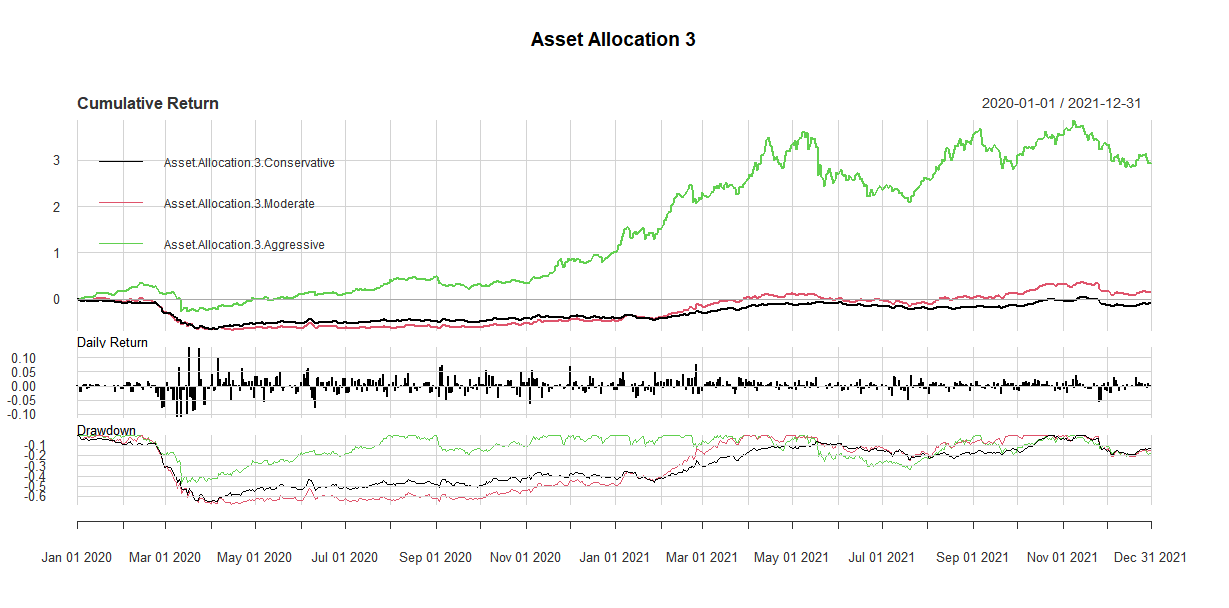 Asset Allocation 3
Cumulative Return
2020-01-01 / 2021-12-31
3
2
1
0
Asset.Allocation.3.Conservative
Asset.Allocation.3.Moderate
Asset.Allocation.3.Aggressive
Daily Return
0.10
0.05
0.00
-0.05
-0.10
Drawdown
-0.1
-0.2
-0.3
-0.4
-0.5
-0.6
Jan 01 2020 Mar 01 2020 May 01 2020 Jul 01 2020 Sep 01 2020 Nov 01 2020 Jan 01 2021 Mar 01 2021 May 01 2021 Jul 01 2021 Sep 01 2021 Nov 01 2021 Dec 31 2021